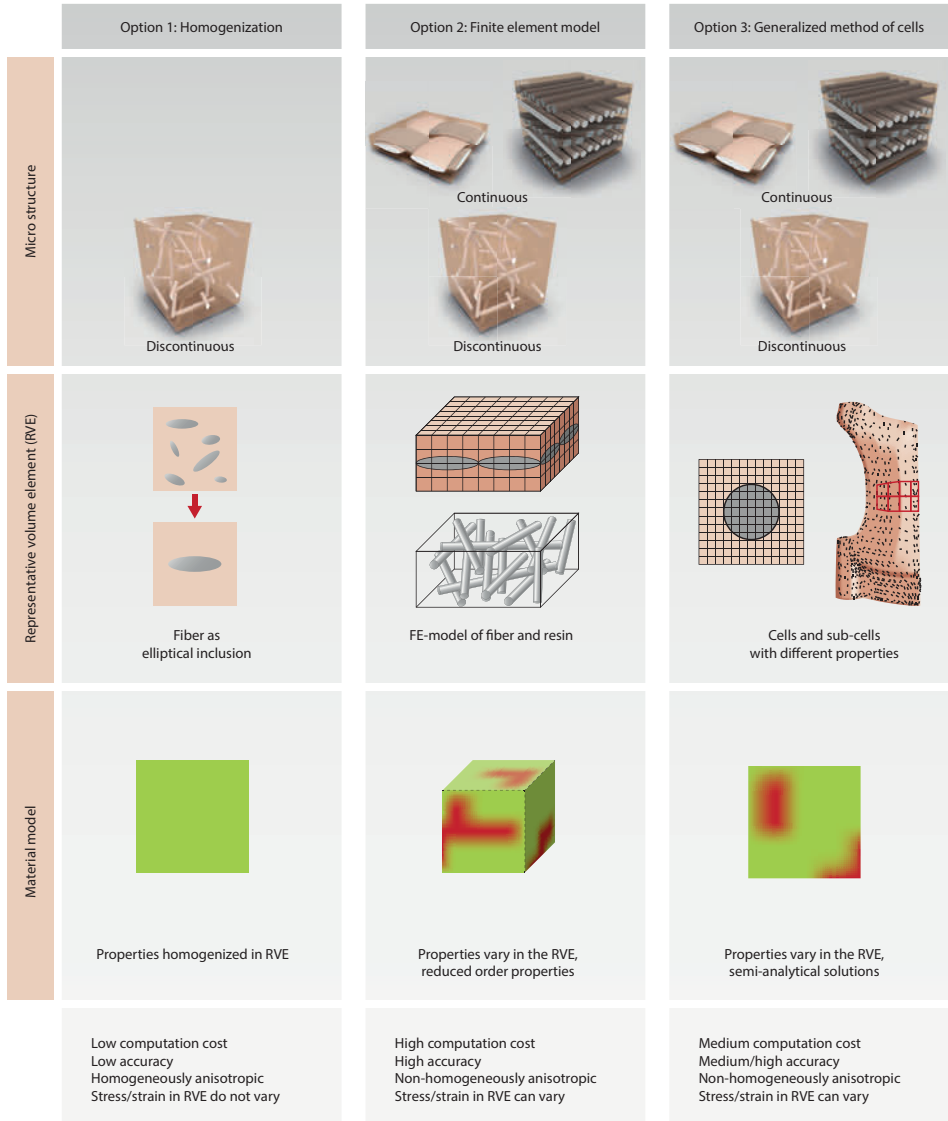 Option 1: Homogenization
Option 2: Finite element model
Option 3: Generalized method of cells
Micro structure
Discontinuous
Continuous
Discontinuous
Continuous
Discontinuous
Representative volume element (RVE)
Fiber as
elliptical inclusion
FE-model of fiber and resin
Cells and sub-cells
with different properties
Material model
Properties homogenized in RVE
Properties vary in the RVE,
reduced order properties
Properties vary in the RVE,
semi-analytical solutions
Low computation cost
Low accuracy
Homogeneously anisotropic
Stress/strain in RVE do not vary
High computation cost
High accuracy
Non-homogeneously anisotropic
Stress/strain in RVE can vary
Medium computation cost
Medium/high accuracy
Non-homogeneously anisotropic
Stress/strain in RVE can vary